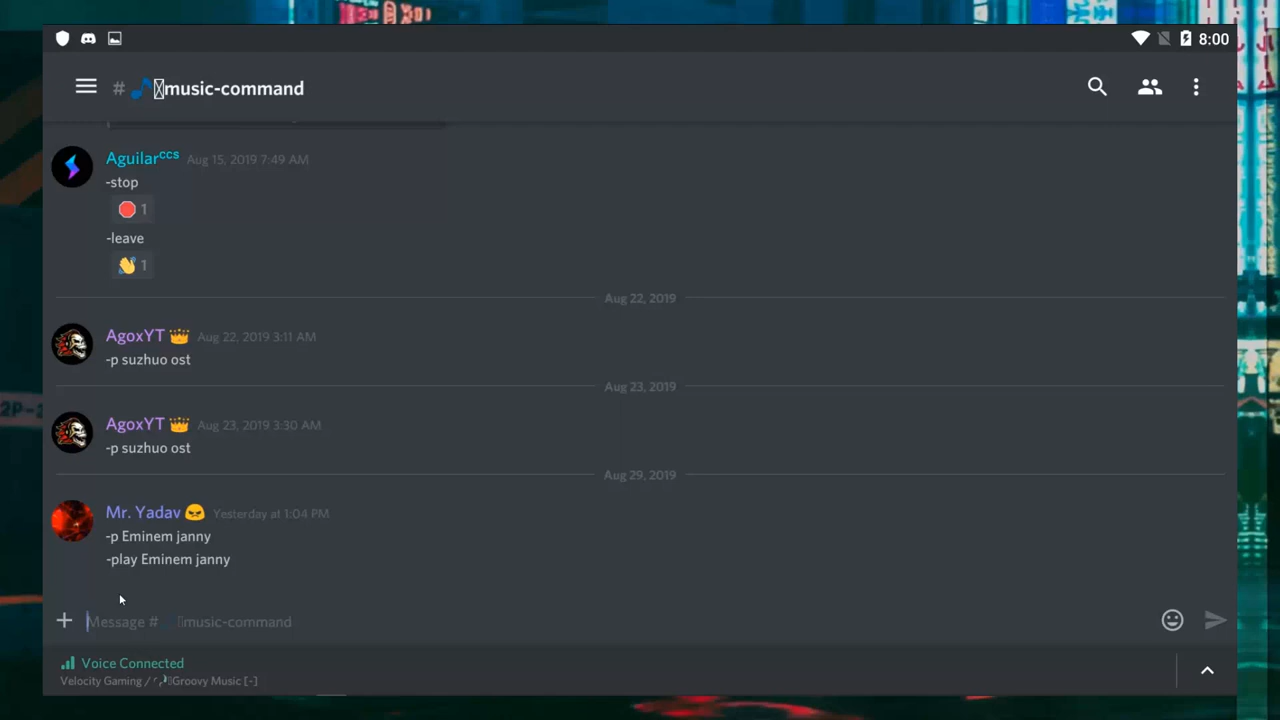 8:00
# 🎵music-command
Aguilarᶜᶜˢ Aug 15, 2019 7:49 AM
-stop
1
-leave
1
Aug 22, 2019
AgoxYT Aug 22, 2019 3:11 AM
-p suzhuo ost
Aug 23, 2019
AgoxYT Aug 23, 2019 3:30 AM
-p suzhuo ost
Aug 29, 2019
Mr. Yadav Yesterday at 1:04 PM
-p Eminem janny
-play Eminem janny
Message # music-command
Voice Connected
Velocity Gaming / Groovy Music [-]